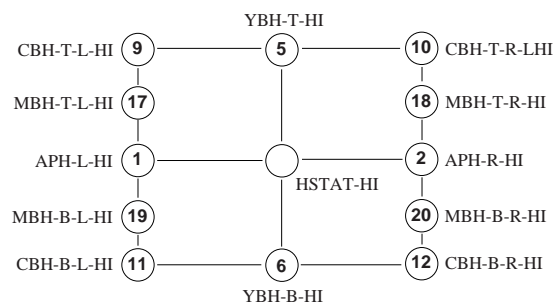 YBH-T-HI
CBH-T-L-HI 9 5 10 CBH-T-R-LHI
MBH-T-L-HI 17 18 MBH-T-R-HI
APH-L-HI 1 2 APH-R-HI
HSTAT-HI
MBH-B-L-HI 19 20 MBH-B-R-HI
CBH-B-L-HI 11 6 12 CBH-B-R-HI
YBH-B-HI